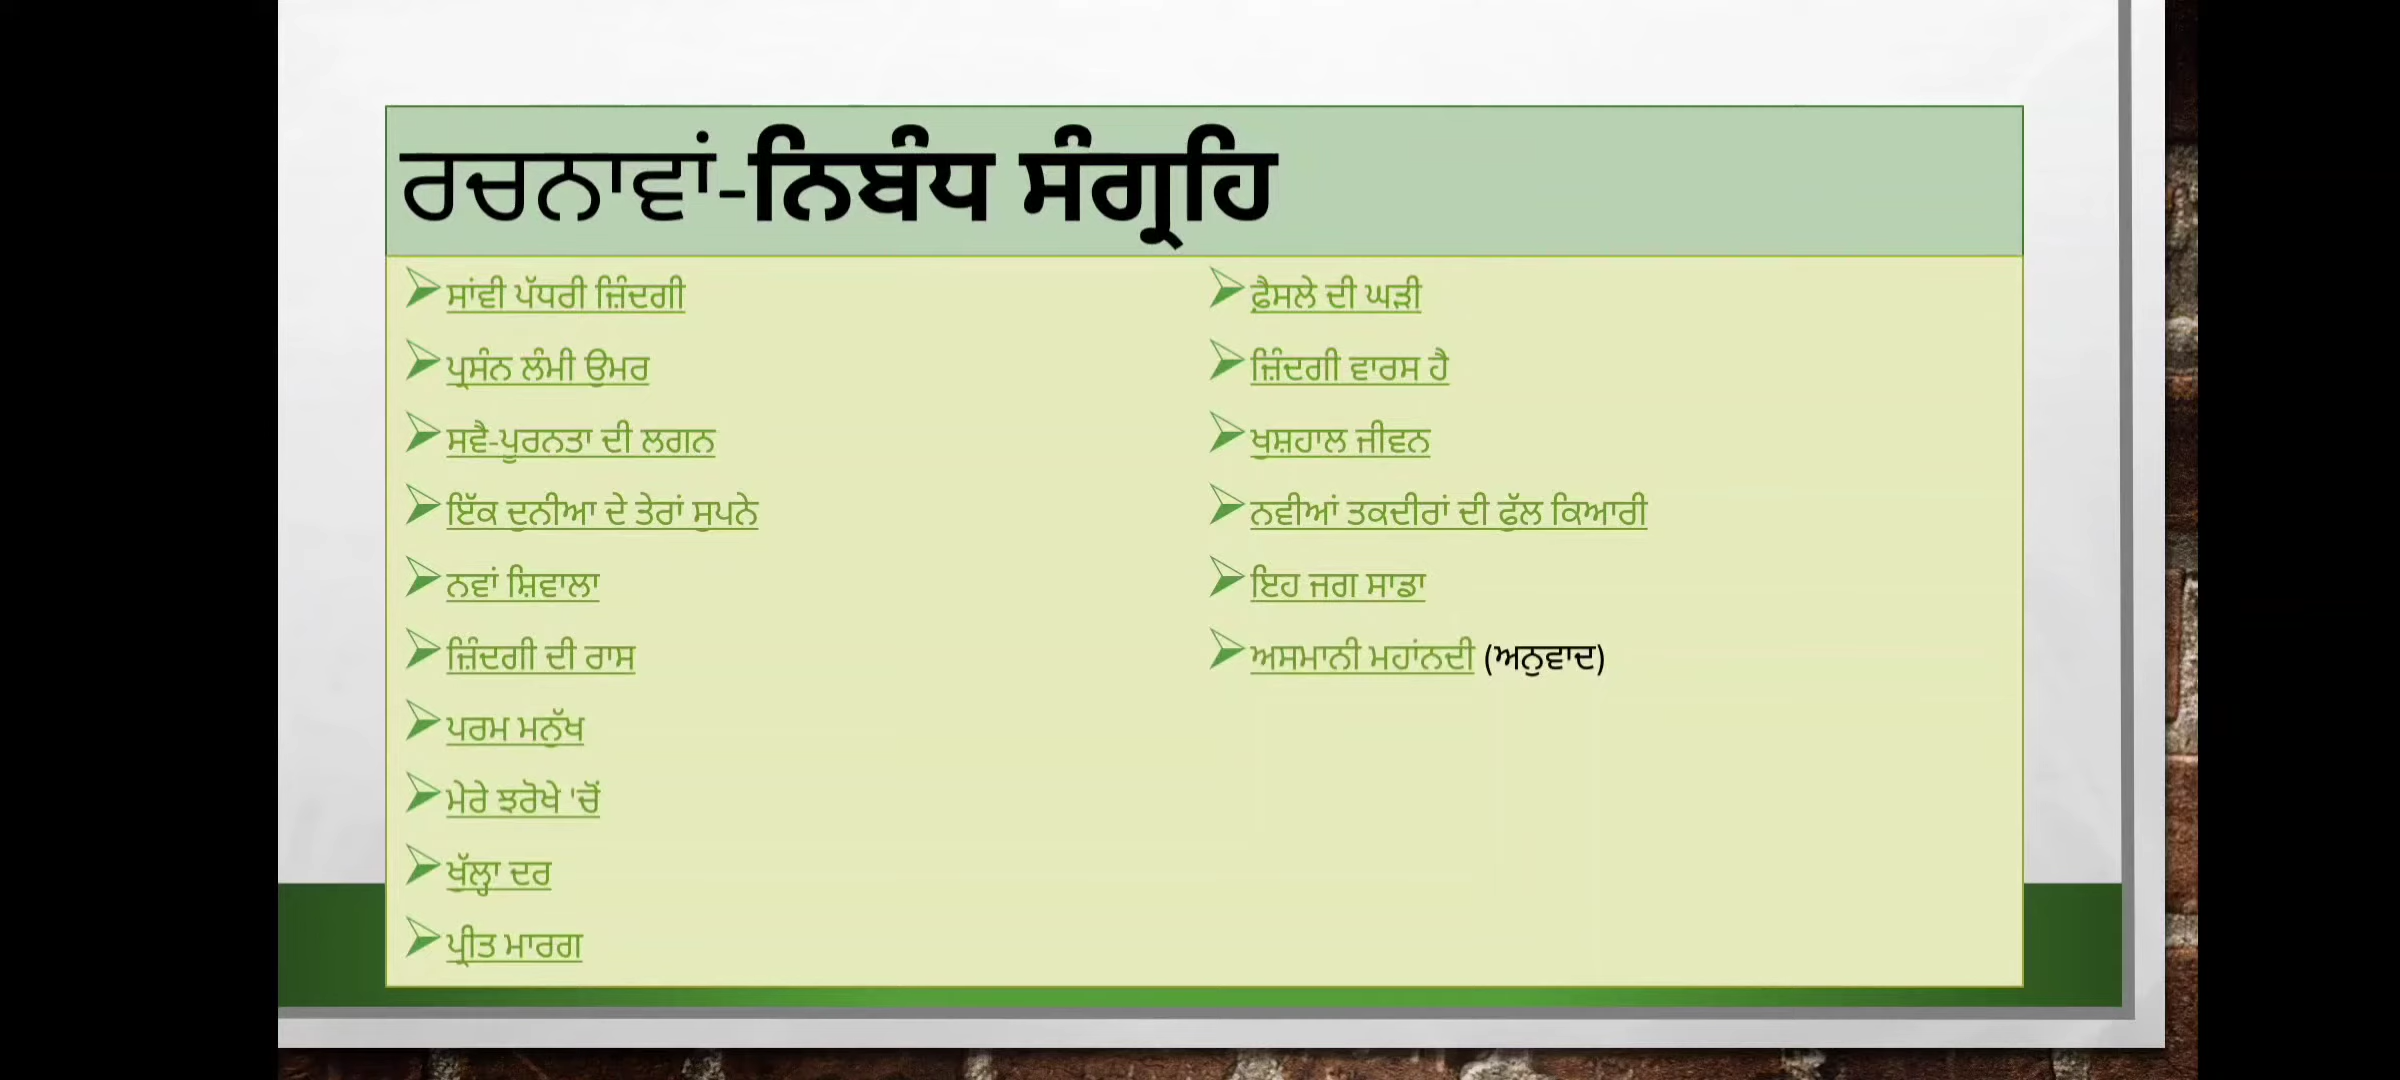 ਰਚਨਾਵਾਂ-ਨਿਬੰਧ ਸੰਗ੍ਰਹਿ
ਸਾਂਵੀ ਪੱਧਰੀ ਜ਼ਿੰਦਗੀ
ਪ੍ਰਸੰਨ ਲੰਮੀ ਉਮਰ
ਸਵੈ-ਪੂਰਨਤਾ ਦੀ ਲਗਨ
ਇੱਕ ਦੁਨੀਆ ਦੇ ਤੇਰਾਂ ਸੁਪਨੇ
ਨਵਾਂ ਸ਼ਿਵਾਲਾ
ਜ਼ਿੰਦਗੀ ਦੀ ਰਾਸ
ਪਰਮ ਮਨੁੱਖ
ਮੇਰੇ ਝਰੋਖੇ 'ਚੋਂ
ਖੁੱਲ੍ਹਾ ਦਰ
ਪ੍ਰੀਤ ਮਾਰਗ
ਫ਼ੈਸਲੇ ਦੀ ਘੜੀ
ਜ਼ਿੰਦਗੀ ਵਾਰਸ ਹੈ
ਖੁਸ਼ਹਾਲ ਜੀਵਨ
ਨਵੀਆਂ ਤਕਦੀਰਾਂ ਦੀ ਫੁੱਲ ਕਿਆਰੀ
ਇਹ ਜਗ ਸਾਡਾ
ਅਸਮਾਨੀ ਮਹਾਂਨਦੀ (ਅਨੁਵਾਦ)